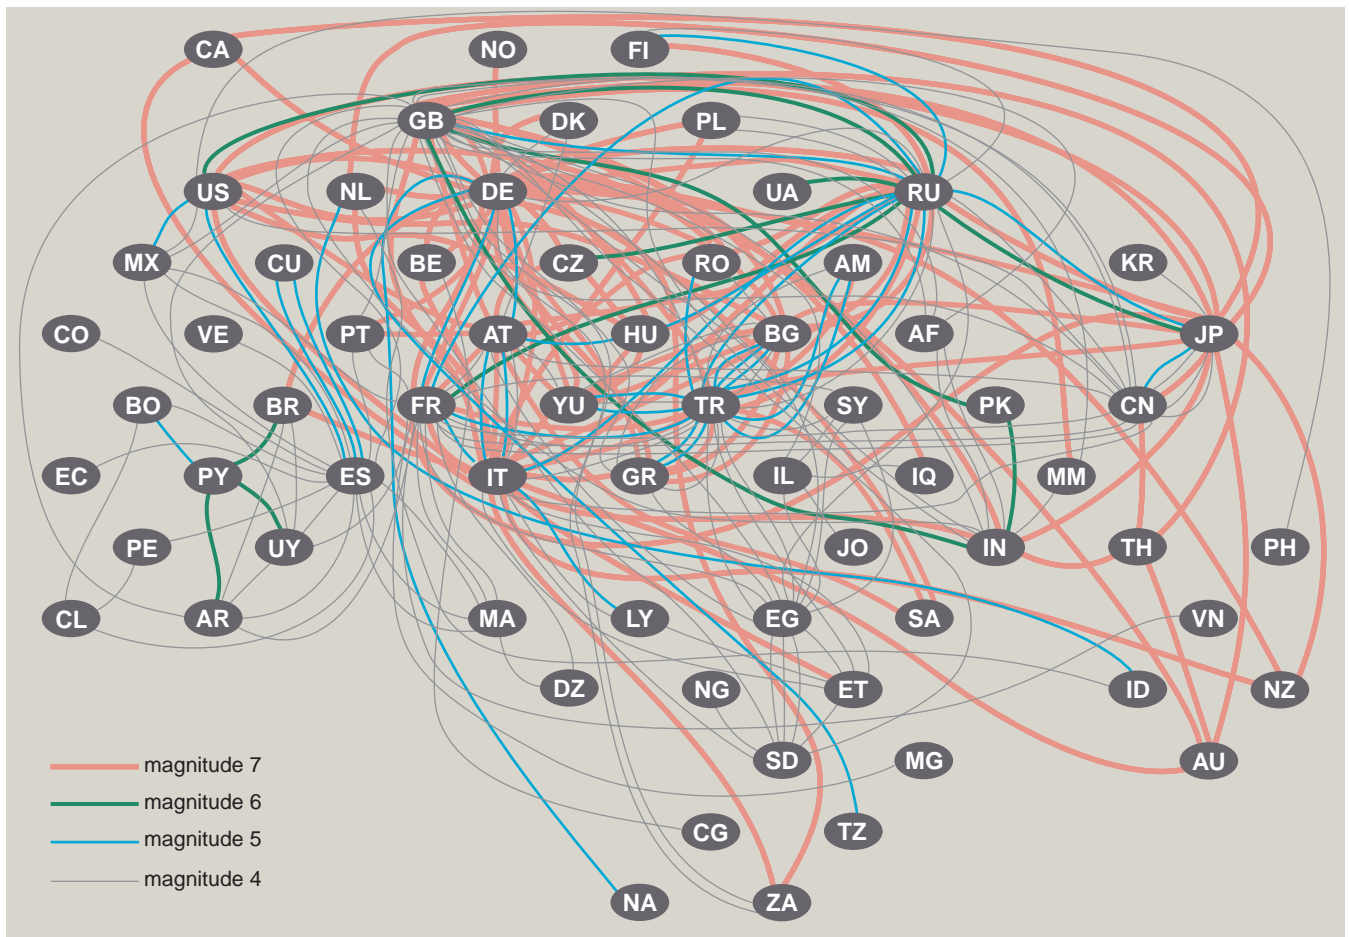 CA NO FI
GB DK PL
US NL DE UA RU
MX CU BE CZ RO AM KR
CO VE PT AT HU BG AF JP
BO BR FR YU TR SY PK CN
EC PY ES IT GR IL IQ MM
PE UY JO IN TH PH
CL AR MA LY EG SA VN
DZ NG ET ID NZ
SD MG AU
magnitude 7
magnitude 6
magnitude 5
magnitude 4
CG TZ
NA ZA